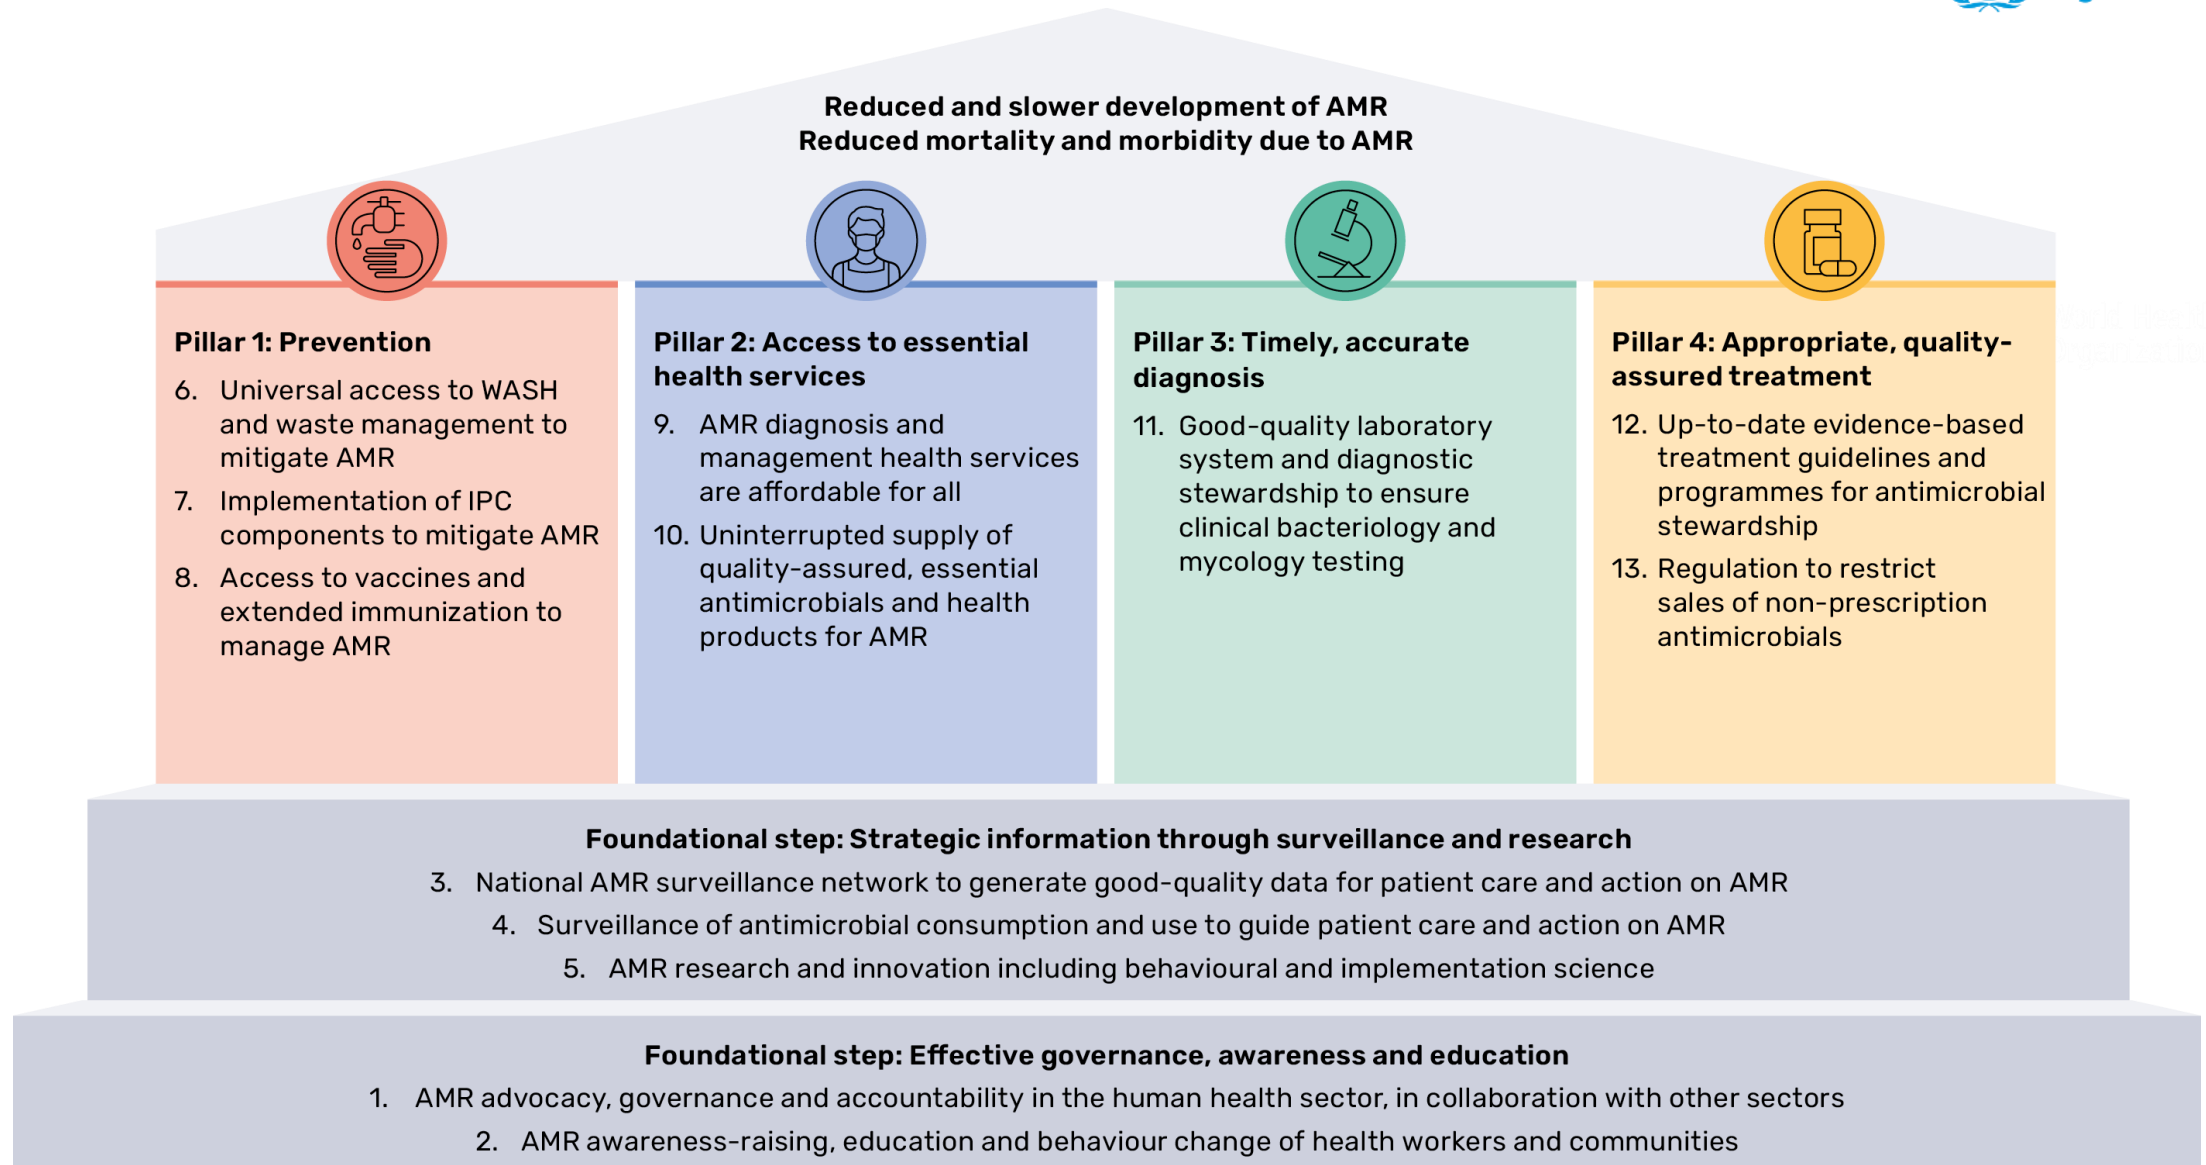 Reduced and slower development of AMR
Reduced mortality and morbidity due to AMR
Pillar 1: Prevention
6. Universal access to WASH
and waste management to
mitigate AMR
7. Implementation of IPC
components to mitigate AMR
8. Access to vaccines and
extended immunization to
manage AMR
Pillar 2: Access to essential
health services
9. AMR diagnosis and
management health services
are affordable for all
10. Uninterrupted supply of
quality-assured, essential
antimicrobials and health
products for AMR
Pillar 3: Timely, accurate
diagnosis
11. Good-quality laboratory
system and diagnostic
stewardship to ensure
clinical bacteriology and
mycology testing
Pillar 4: Appropriate, quality-
assured treatment
12. Up-to-date evidence-based
treatment guidelines and
programmes for antimicrobial
stewardship
13. Regulation to restrict
sales of non-prescription
antimicrobials
Foundational step: Strategic information through surveillance and research
3. National AMR surveillance network to generate good-quality data for patient care and action on AMR
4. Surveillance of antimicrobial consumption and use to guide patient care and action on AMR
5. AMR research and innovation including behavioural and implementation science
Foundational step: Effective governance, awareness and education
1. AMR advocacy, governance and accountability in the human health sector, in collaboration with other sectors
2. AMR awareness-raising, education and behaviour change of health workers and communities